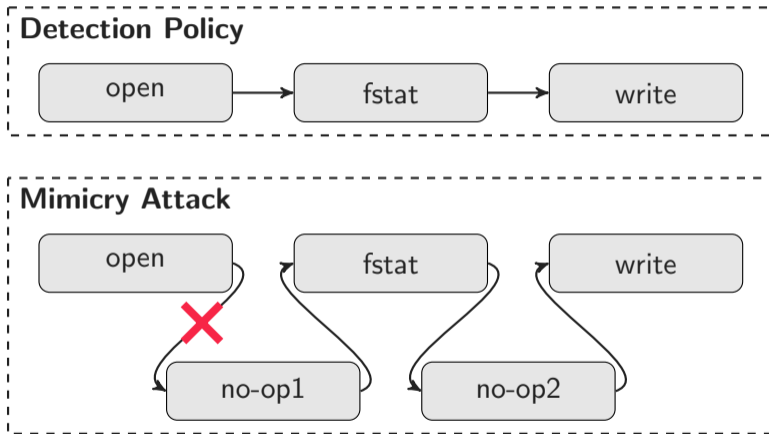 Detection Policy
open
fstat
write
Mimicry Attack
open
fstat
write
no-op1
no-op2